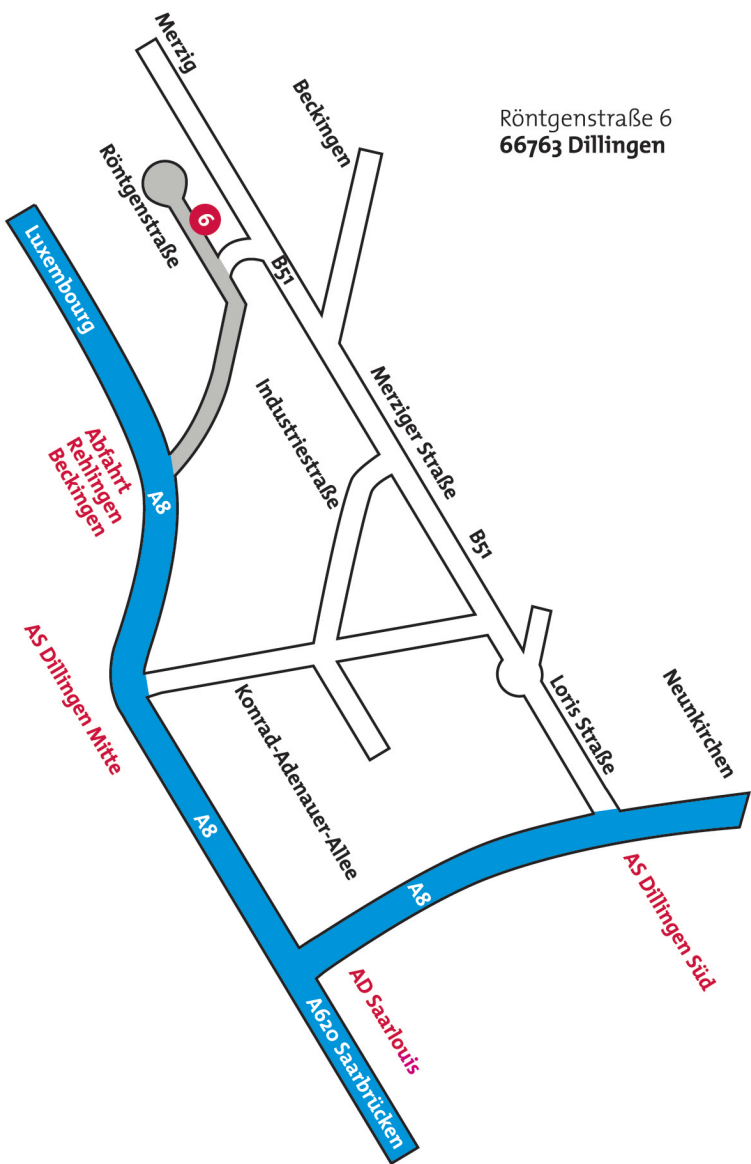 Merzig
Beckingen
Röntgenstraße 6
66763 Dillingen
Röntgenstraße
6
B51
Luxembourg
Merziger Straße
Industriestraße
Abfahrt
Rehlingen
Beckingen
A8
B51
AS Dillingen Mitte
Loris Straße
Neunkirchen
Konrad-Adenauer-Allee
A8
A8
AS Dillingen Süd
AD Saarlouis
A620 Saarbrücken